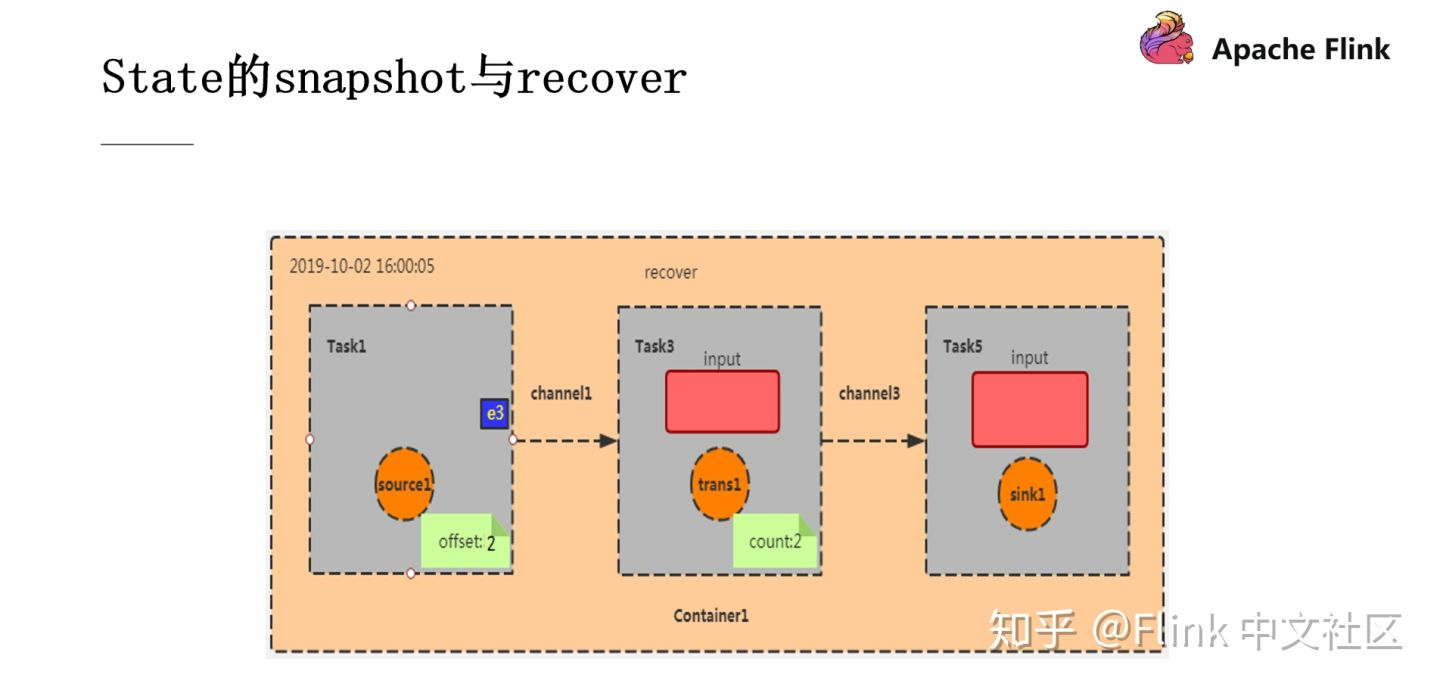 Apache Flink
State的snapshot与recover
2019-10-02 16:00:05
recover
Task1
e3
source1
offset: 2
channel1
Task3
input
trans1
count:2
channel3
Task5
input
sink1
Container1
知乎 @Flink 中文社区